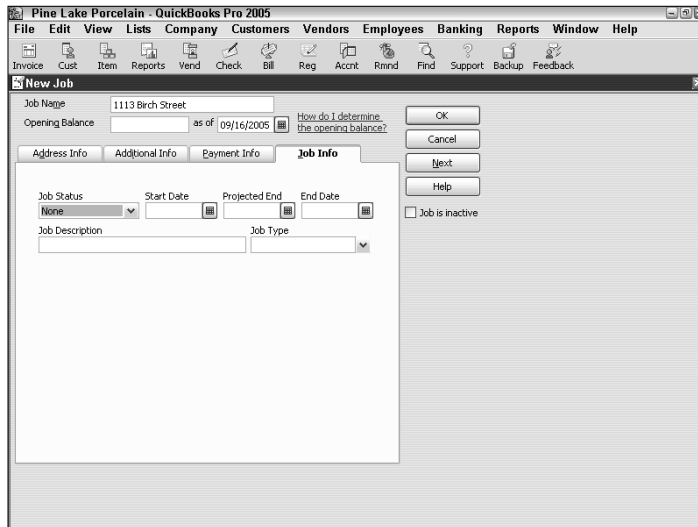 Pine Lake Porcelain - QuickBooks Pro 2005
File Edit View Lists Company Customers Vendors Employees Banking Reports Window Help
Invoice Cust Item Reports Vend Check Bill Reg Accnt Rmnd Find Support Backup Feedback
New Job
Job Name 1113 Birch Street
Opening Balance as of 09/16/2005 How do I determine
the opening balance?
OK
Cancel
Next
Help
Job is inactive
Address Info Additional Info Payment Info Job Info
Job Status Start Date Projected End End Date
None
Job Description Job Type